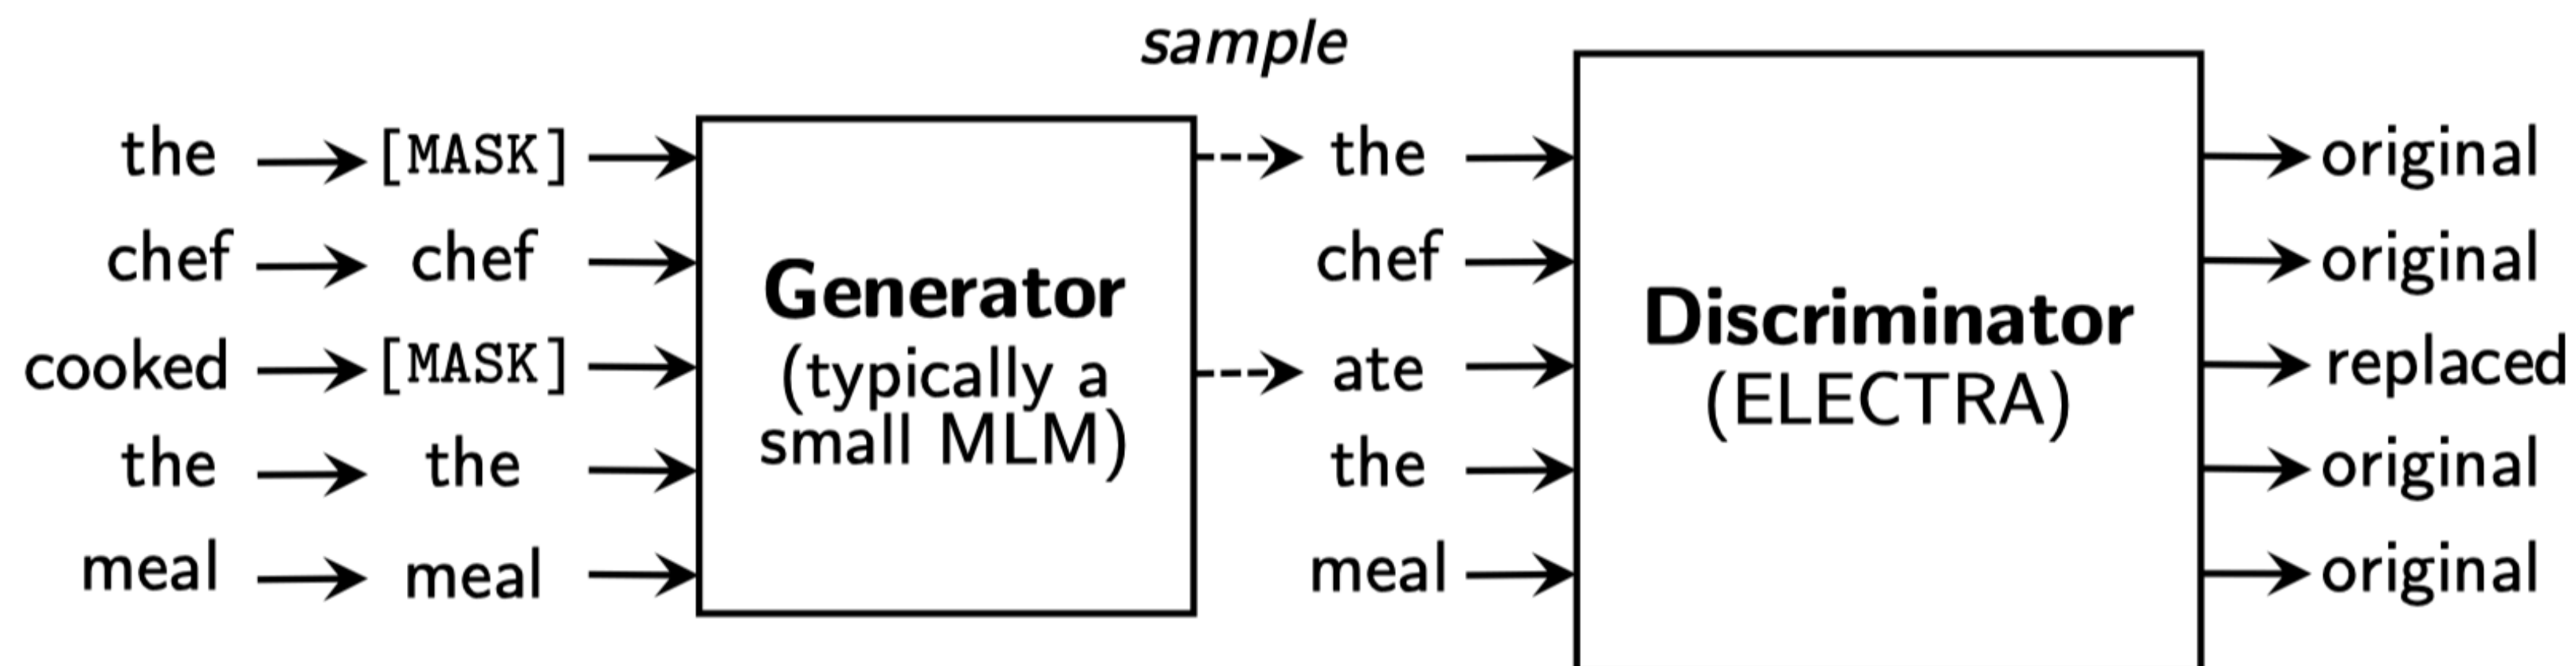 sample
the [MASK] the original
chef chef Generator chef Discriminator original
cooked [MASK] (typically a ate (ELECTRA) replaced
the the small MLM) the original
meal meal meal original